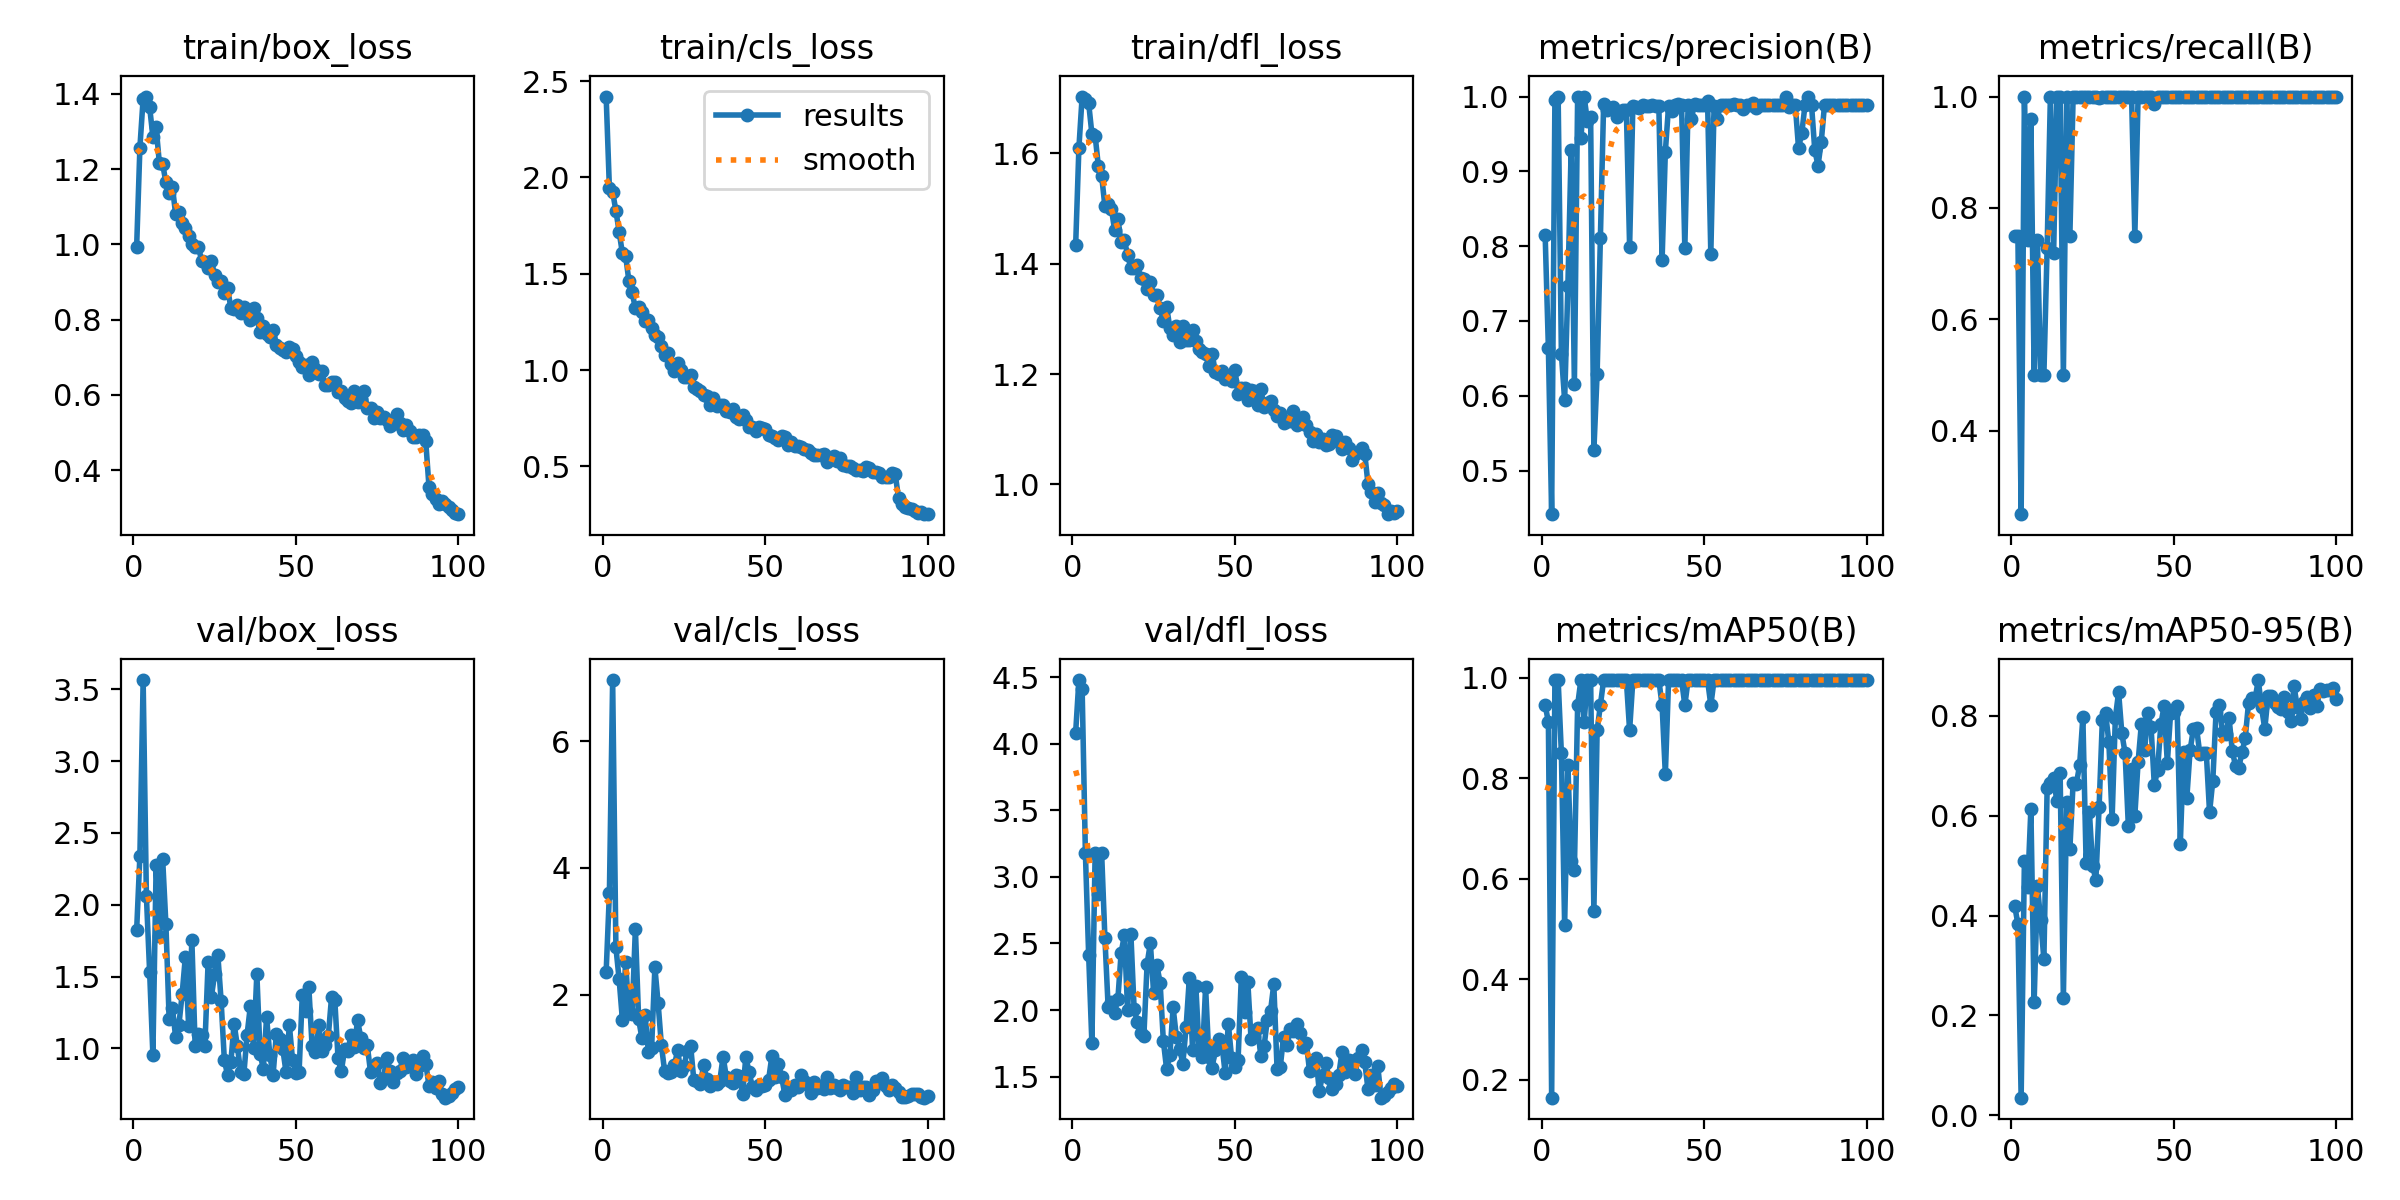 train/box_loss
1.4
1.2
1.0
0.8
0.6
0.4
0 50 100
train/cls_loss
results
smooth
2.5
2.0
1.5
1.0
0.5
0 50 100
train/dfl_loss
1.6
1.4
1.2
1.0
0 50 100
metrics/precision(B)
1.0
0.9
0.8
0.7
0.6
0.5
0 50 100
metrics/recall(B)
1.0
0.8
0.6
0.4
0 50 100
val/box_loss
3.5
3.0
2.5
2.0
1.5
1.0
0 50 100
val/cls_loss
6
4
2
0 50 100
val/dfl_loss
4.5
4.0
3.5
3.0
2.5
2.0
1.5
0 50 100
metrics/mAP50(B)
1.0
0.8
0.6
0.4
0.2
0 50 100
metrics/mAP50-95(B)
0.8
0.6
0.4
0.2
0.0
0 50 100